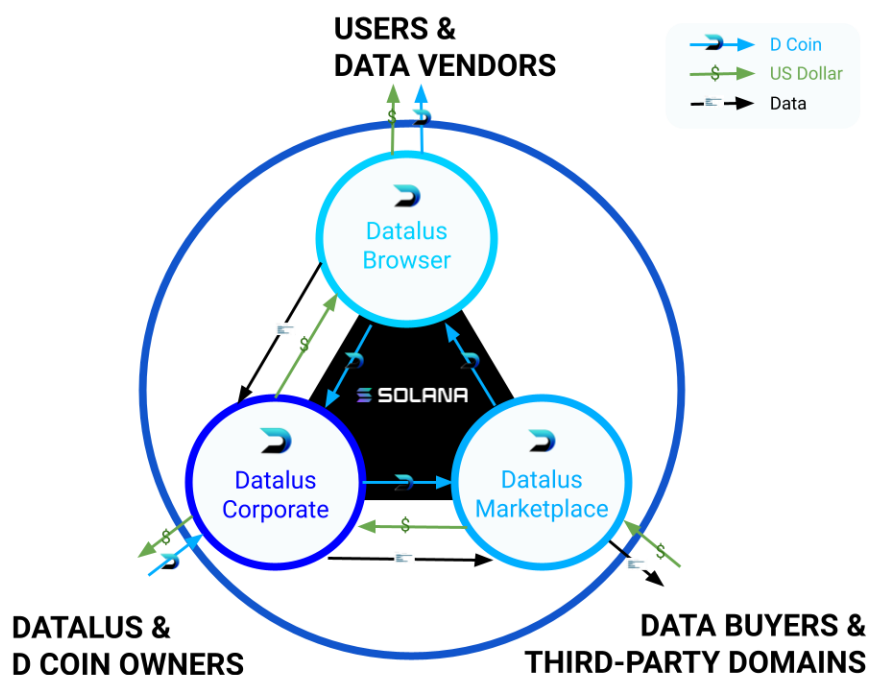 USERS &
DATA VENDORS
D Coin
US Dollar
Data
$
Datalus
Browser
$
SOLANA
Datalus
Corporate
Datalus
Marketplace
$
$
$
DATALUS &
D COIN OWNERS
DATA BUYERS &
THIRD-PARTY DOMAINS